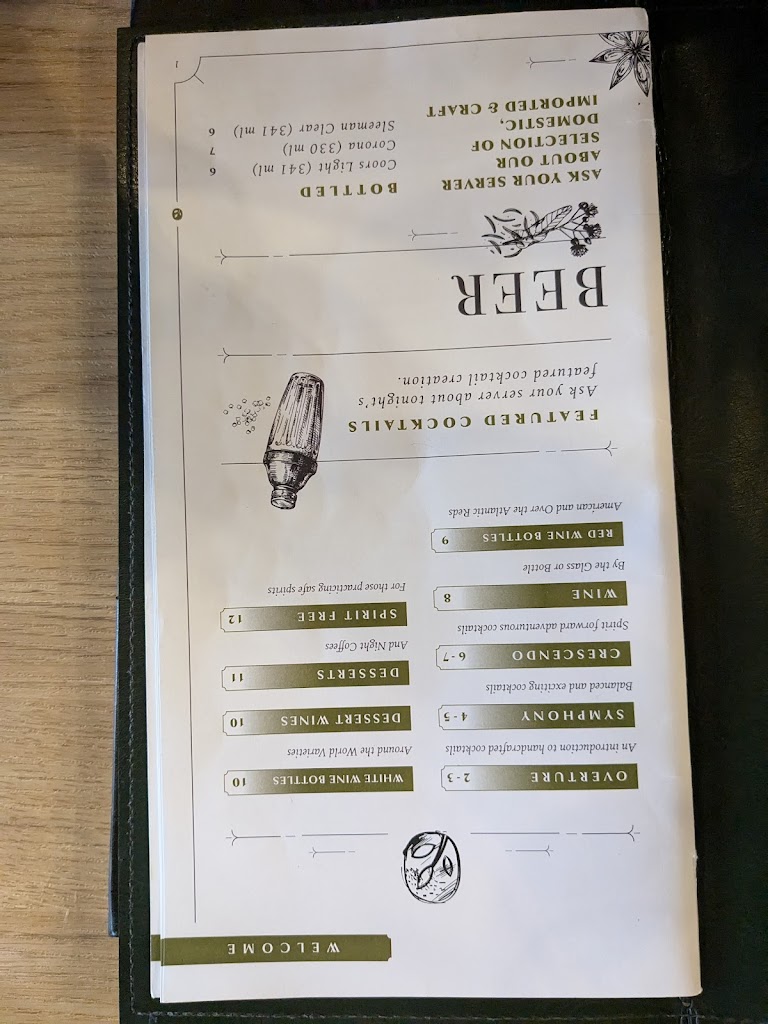 WELCOME
OVERTURE 2-3
An introduction to handcrafted cocktails
SYMPHONY 4-5
Balanced and exciting cocktails
CRESCENDO 6-7
Spirit forward adventurous cocktails
WINE 8
By the Glass or Bottle
RED WINE BOTTLES 9
American and Over the Atlantic Reds
WHITE WINE BOTTLES 10
Around the World Varieties
DESSERT WINES 10
DESSERTS 11
And Night Coffees
SPIRIT FREE 12
For those practicing safe spirits
FEATURED COCKTAILS
Ask your server about tonight's
featured cocktail creation.
BEER
ASK YOUR SERVER
ABOUT OUR
SELECTION OF
DOMESTIC,
IMPORTED & CRAFT
BOTTLED
Coors Light (341 ml) 6
Corona (330 ml) 7
Sleeman Clear (341 ml) 6
1